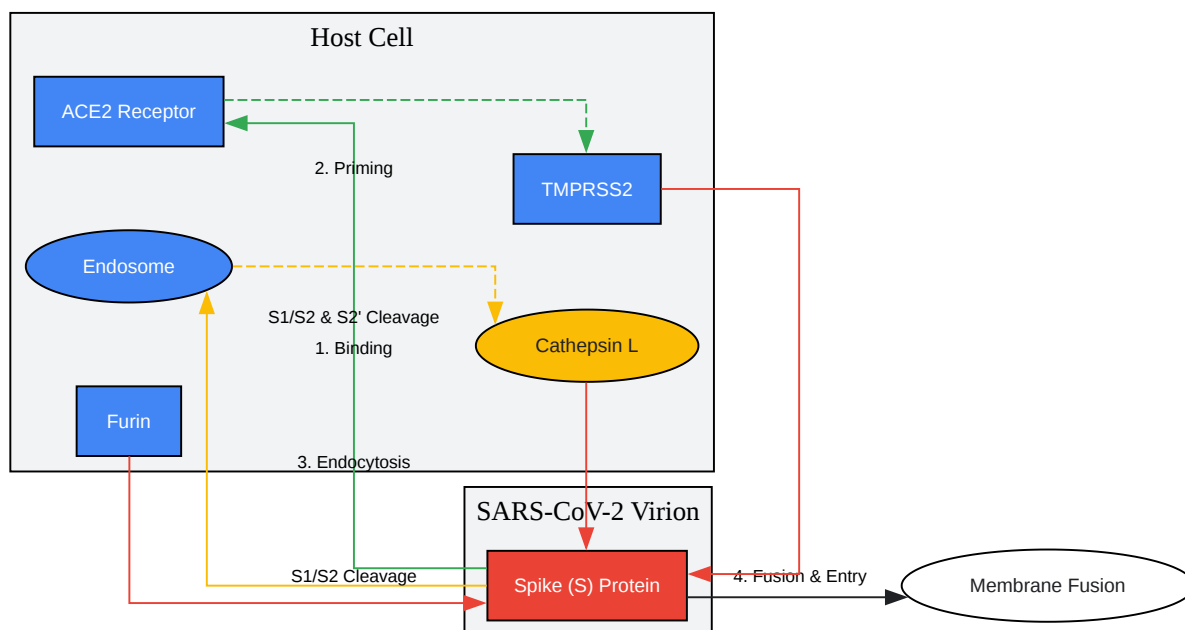 Host Cell
ACE2 Receptor
2. Priming
TMPRSS2
Endosome
S1/S2 & S2' Cleavage
1. Binding
Cathepsin L
Furin
3. Endocytosis
SARS-CoV-2 Virion
S1/S2 Cleavage
Spike (S) Protein
4. Fusion & Entry
Membrane Fusion